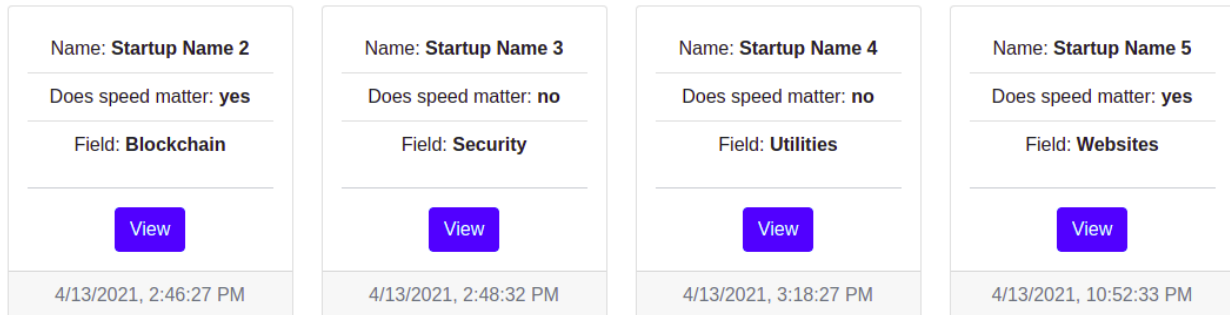 Name: Startup Name 2
Does speed matter: yes
Field: Blockchain
View
4/13/2021, 2:46:27 PM
Name: Startup Name 3
Does speed matter: no
Field: Security
View
4/13/2021, 2:48:32 PM
Name: Startup Name 4
Does speed matter: no
Field: Utilities
View
4/13/2021, 3:18:27 PM
Name: Startup Name 5
Does speed matter: yes
Field: Websites
View
4/13/2021, 10:52:33 PM